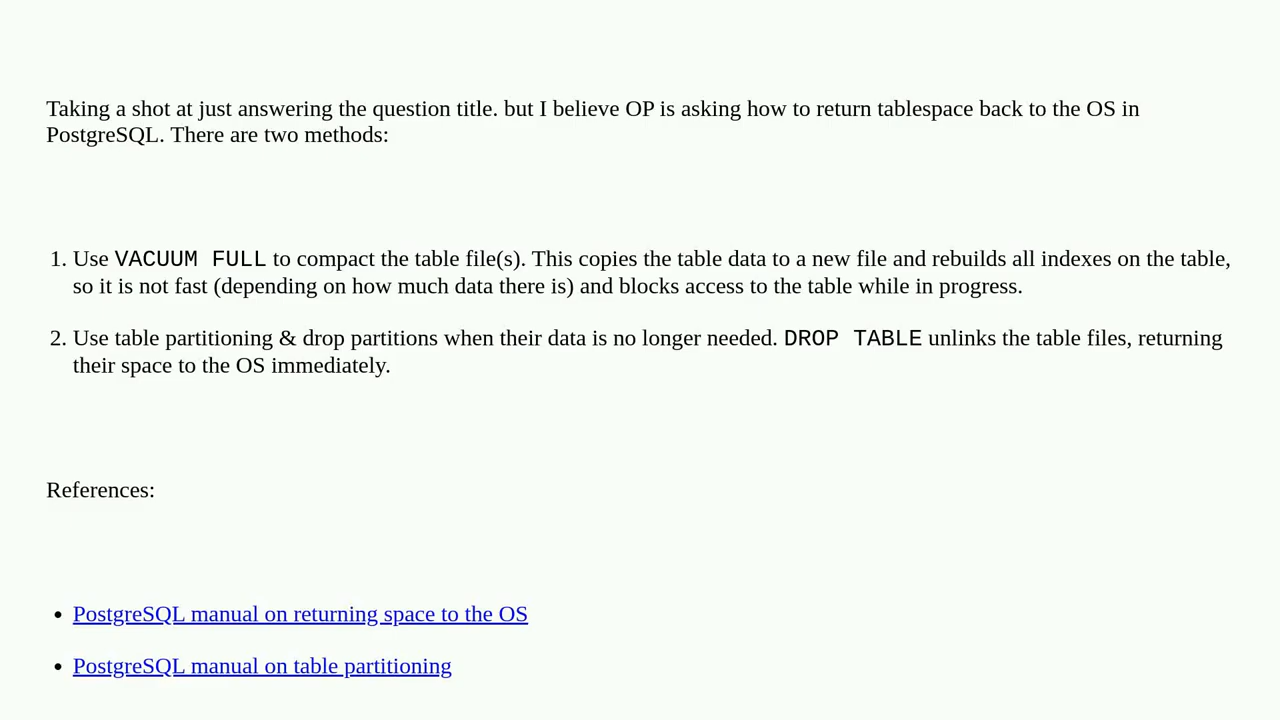 Taking a shot at just answering the question title. but I believe OP is asking how to return tablespace back to the OS in
PostgreSQL. There are two methods:
1. Use VACUUM FULL to compact the table file(s). This copies the table data to a new file and rebuilds all indexes on the table,
so it is not fast (depending on how much data there is) and blocks access to the table while in progress.
2. Use table partitioning & drop partitions when their data is no longer needed. DROP TABLE unlinks the table files, returning
their space to the OS immediately.
References:
• PostgreSQL manual on returning space to the OS
• PostgreSQL manual on table partitioning